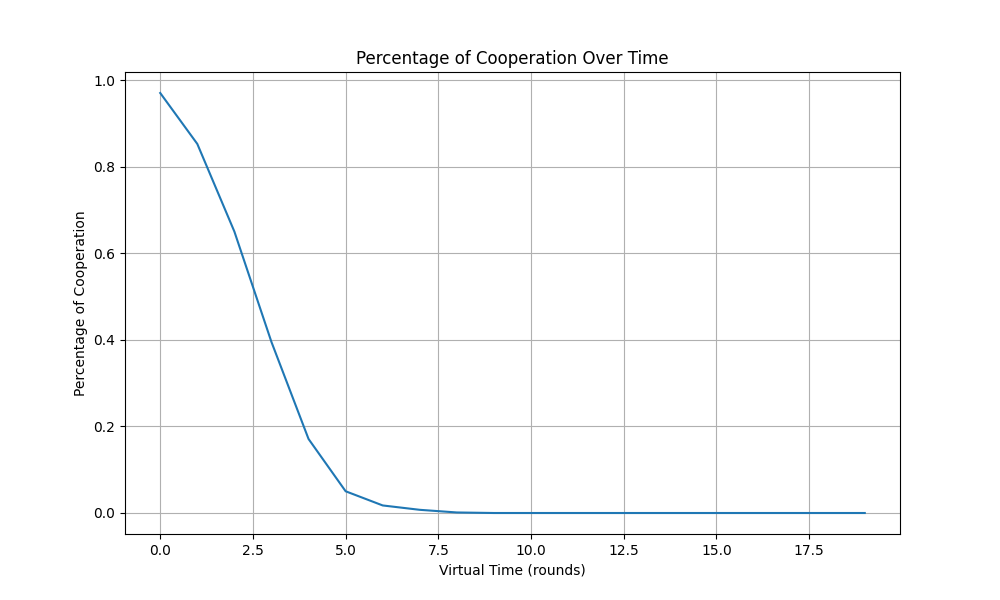 Percentage of Cooperation Over Time
1.0
0.8
0.6
0.4
0.2
0.0
Percentage of Cooperation
0.0 2.5 5.0 7.5 10.0 12.5 15.0 17.5
Virtual Time (rounds)